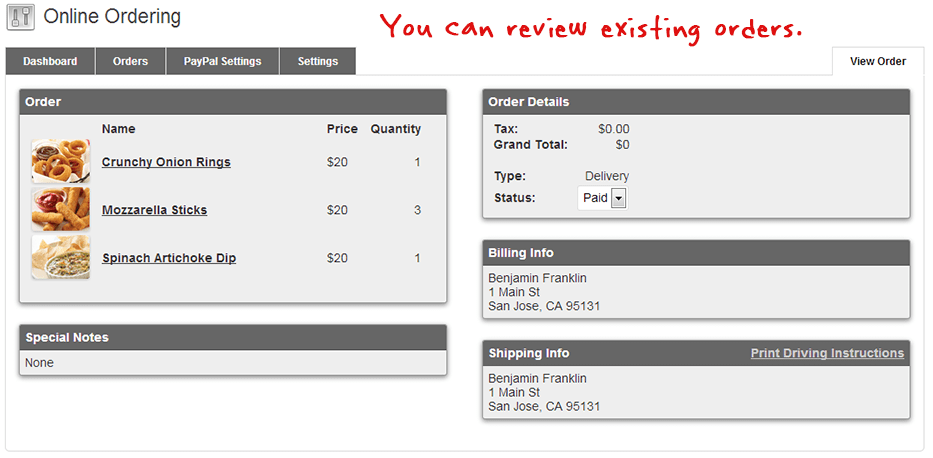 Online Ordering
You can review existing orders.
Dashboard Orders PayPal Settings Settings View Order
Order
Name Price Quantity
Crunchy Onion Rings $20 1
Mozzarella Sticks $20 3
Spinach Artichoke Dip $20 1
Special Notes
None
Order Details
Tax: $0.00
Grand Total: $0
Type: Delivery
Status: Paid
Billing Info
Benjamin Franklin
1 Main St
San Jose, CA 95131
Shipping Info Print Driving Instructions
Benjamin Franklin
1 Main St
San Jose, CA 95131